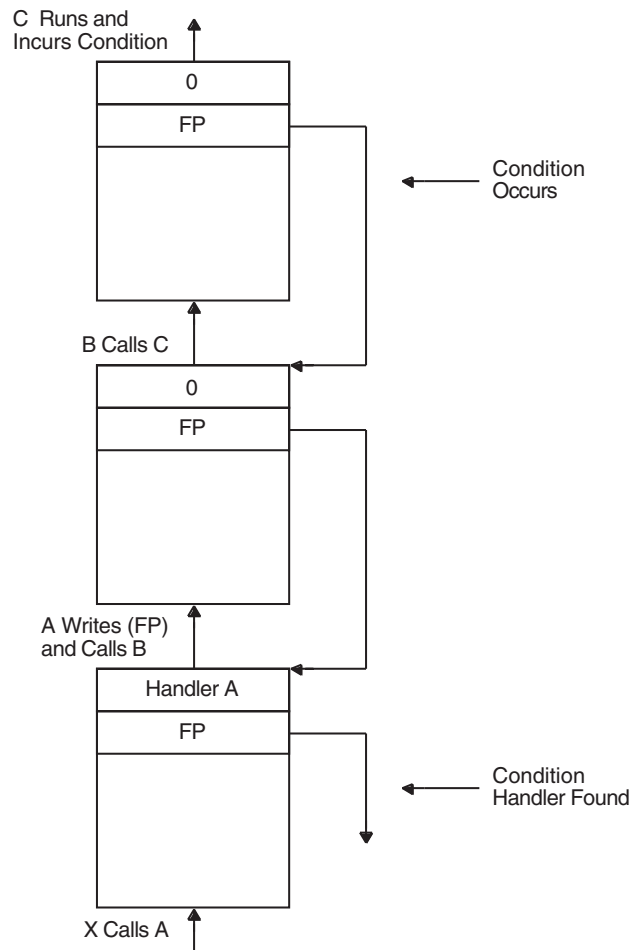 C Runs and
Incurs Condition
0
FP
Condition
Occurs
B Calls C
0
FP
A Writes (FP)
and Calls B
Handler A
FP
Condition
Handler Found
X Calls A